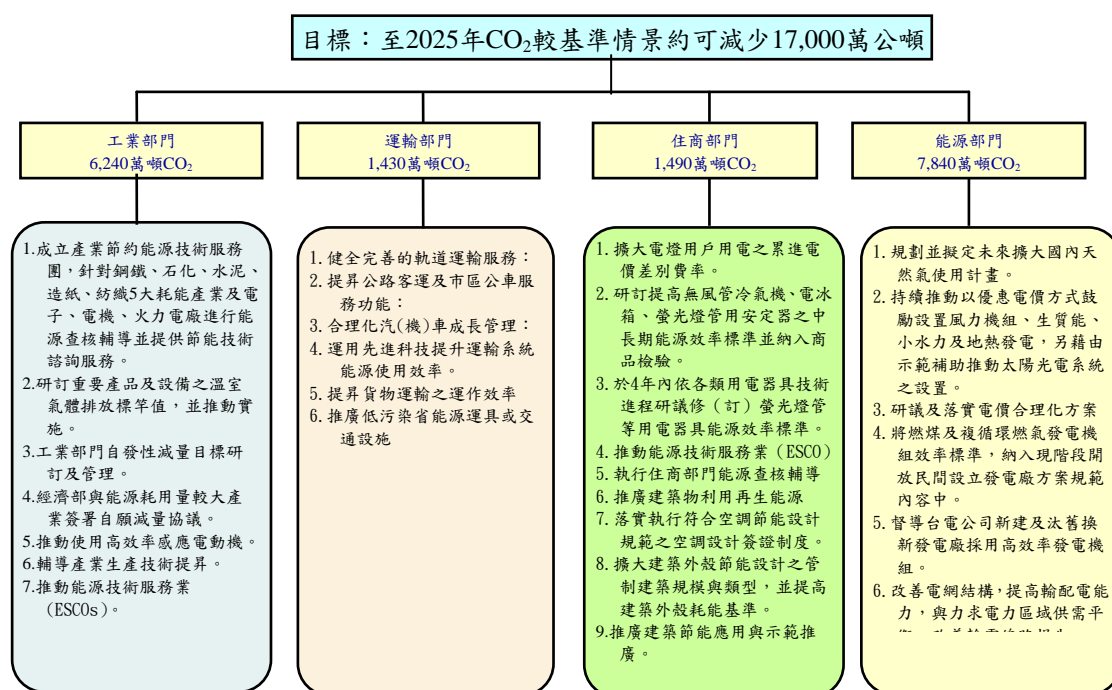 目標：至2025年CO₂較基準情景約可減少17,000萬公噸
工業部門
6,240萬噸CO₂
運輸部門
1,430萬噸CO₂
住商部門
1,490萬噸CO₂
能源部門
7,840萬噸CO₂
1.成立產業節約能源技術服務
團，針對鋼鐵、石化、水泥、
造紙、紡織5大耗能產業及電
子、電機、火力電廠進行能
源查核輔導並提供節能技術
諮詢服務。
2.研訂重要產品及設備之溫室
氣體排放標竿值，並推動實
施。
3.工業部門自發性減量目標研
訂及管理。
4.經濟部與能源耗用量較大產
業簽署自願減量協議。
5.推動使用高效率感應電動機。
6.輔導產業生產技術提昇。
7.推動能源技術服務業
(ESCOs)。
1. 健全完善的軌道運輸服務：
2. 提昇公路客運及市區公車服
務功能：
3. 合理化汽(機)車成長管理：
4. 運用先進科技提升運輸系統
能源使用效率。
5. 提昇貨物運輸之運作效率
6. 推廣低污染省能源運具或交
通設施
1. 擴大電燈用戶用電之累進電
價差別費率。
2. 研訂提高無風管冷氣機、電冰
箱、螢光燈管用安定器之中
長期能源效率標準並納入商
品檢驗。
3. 於4年內依各類用電器具技術
進程研議修（訂）螢光燈管
等用電器具能源效率標準。
4. 推動能源技術服務業(ESCO)
5. 執行住商部門能源查核輔導
6. 推廣建築物利用再生能源
7. 落實執行符合空調節能設計
規範之空調設計簽證制度。
8. 擴大建築外殼節能設計之管
制建築規模與類型，並提高
建築外殼耗能基準。
9.推廣建築節能應用與示範推
廣。
1. 規劃並擬定未來擴大國內天
然氣使用計畫。
2. 持續推動以優惠電價方式鼓
勵設置風力機組、生質能、
小水力及地熱發電，另藉由
示範補助推動太陽光電系統
之設置。
3. 研議及落實電價合理化方案
4. 將燃煤及複循環燃氣發電機
組效率標準，納入現階段開
放民間設立發電廠方案規範
內容中。
5. 督導台電公司新建及汰舊換
新發電廠採用高效率發電機
組。
6. 改善電網結構，提高輸配電能
力，與力求電力區域供需平